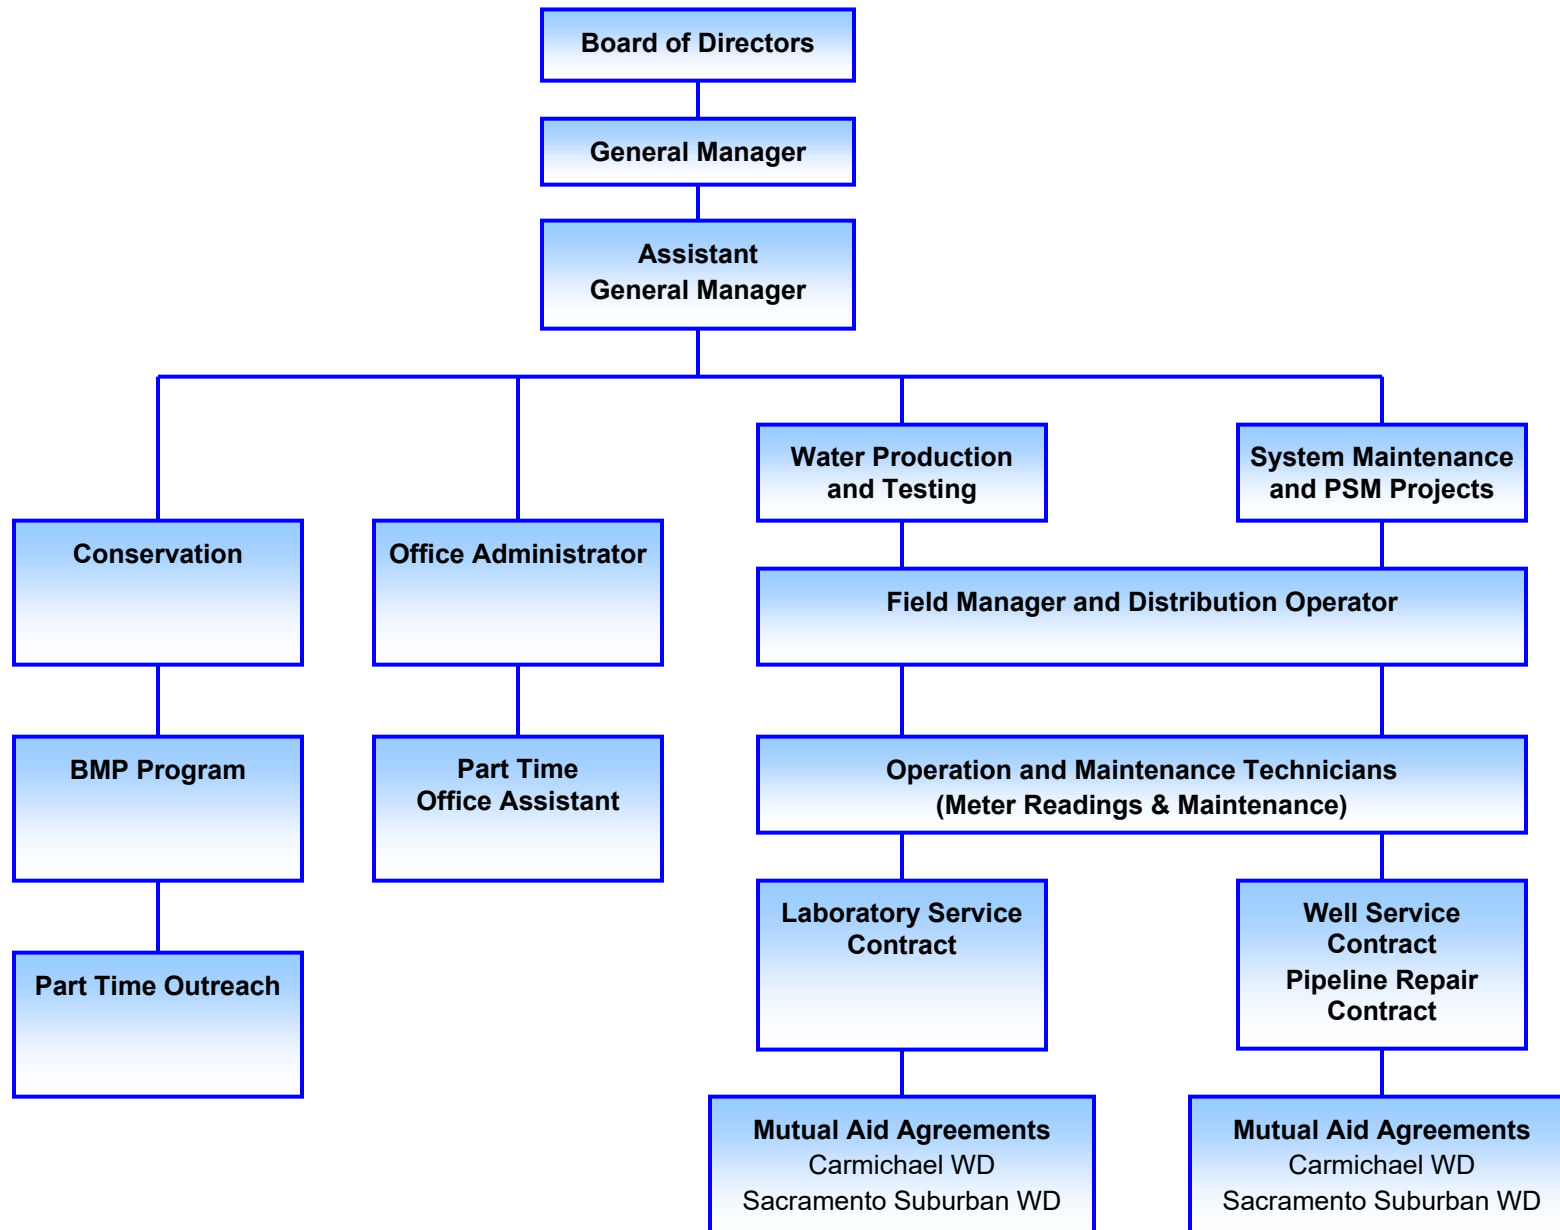 Board of Directors
General Manager
Assistant
General Manager
Water Production
and Testing
System Maintenance
and PSM Projects
Conservation
Office Administrator
Field Manager and Distribution Operator
BMP Program
Part Time
Office Assistant
Operation and Maintenance Technicians
(Meter Readings & Maintenance)
Laboratory Service
Contract
Well Service
Contract
Pipeline Repair
Contract
Part Time Outreach
Mutual Aid Agreements
Carmichael WD
Sacramento Suburban WD
Mutual Aid Agreements
Carmichael WD
Sacramento Suburban WD